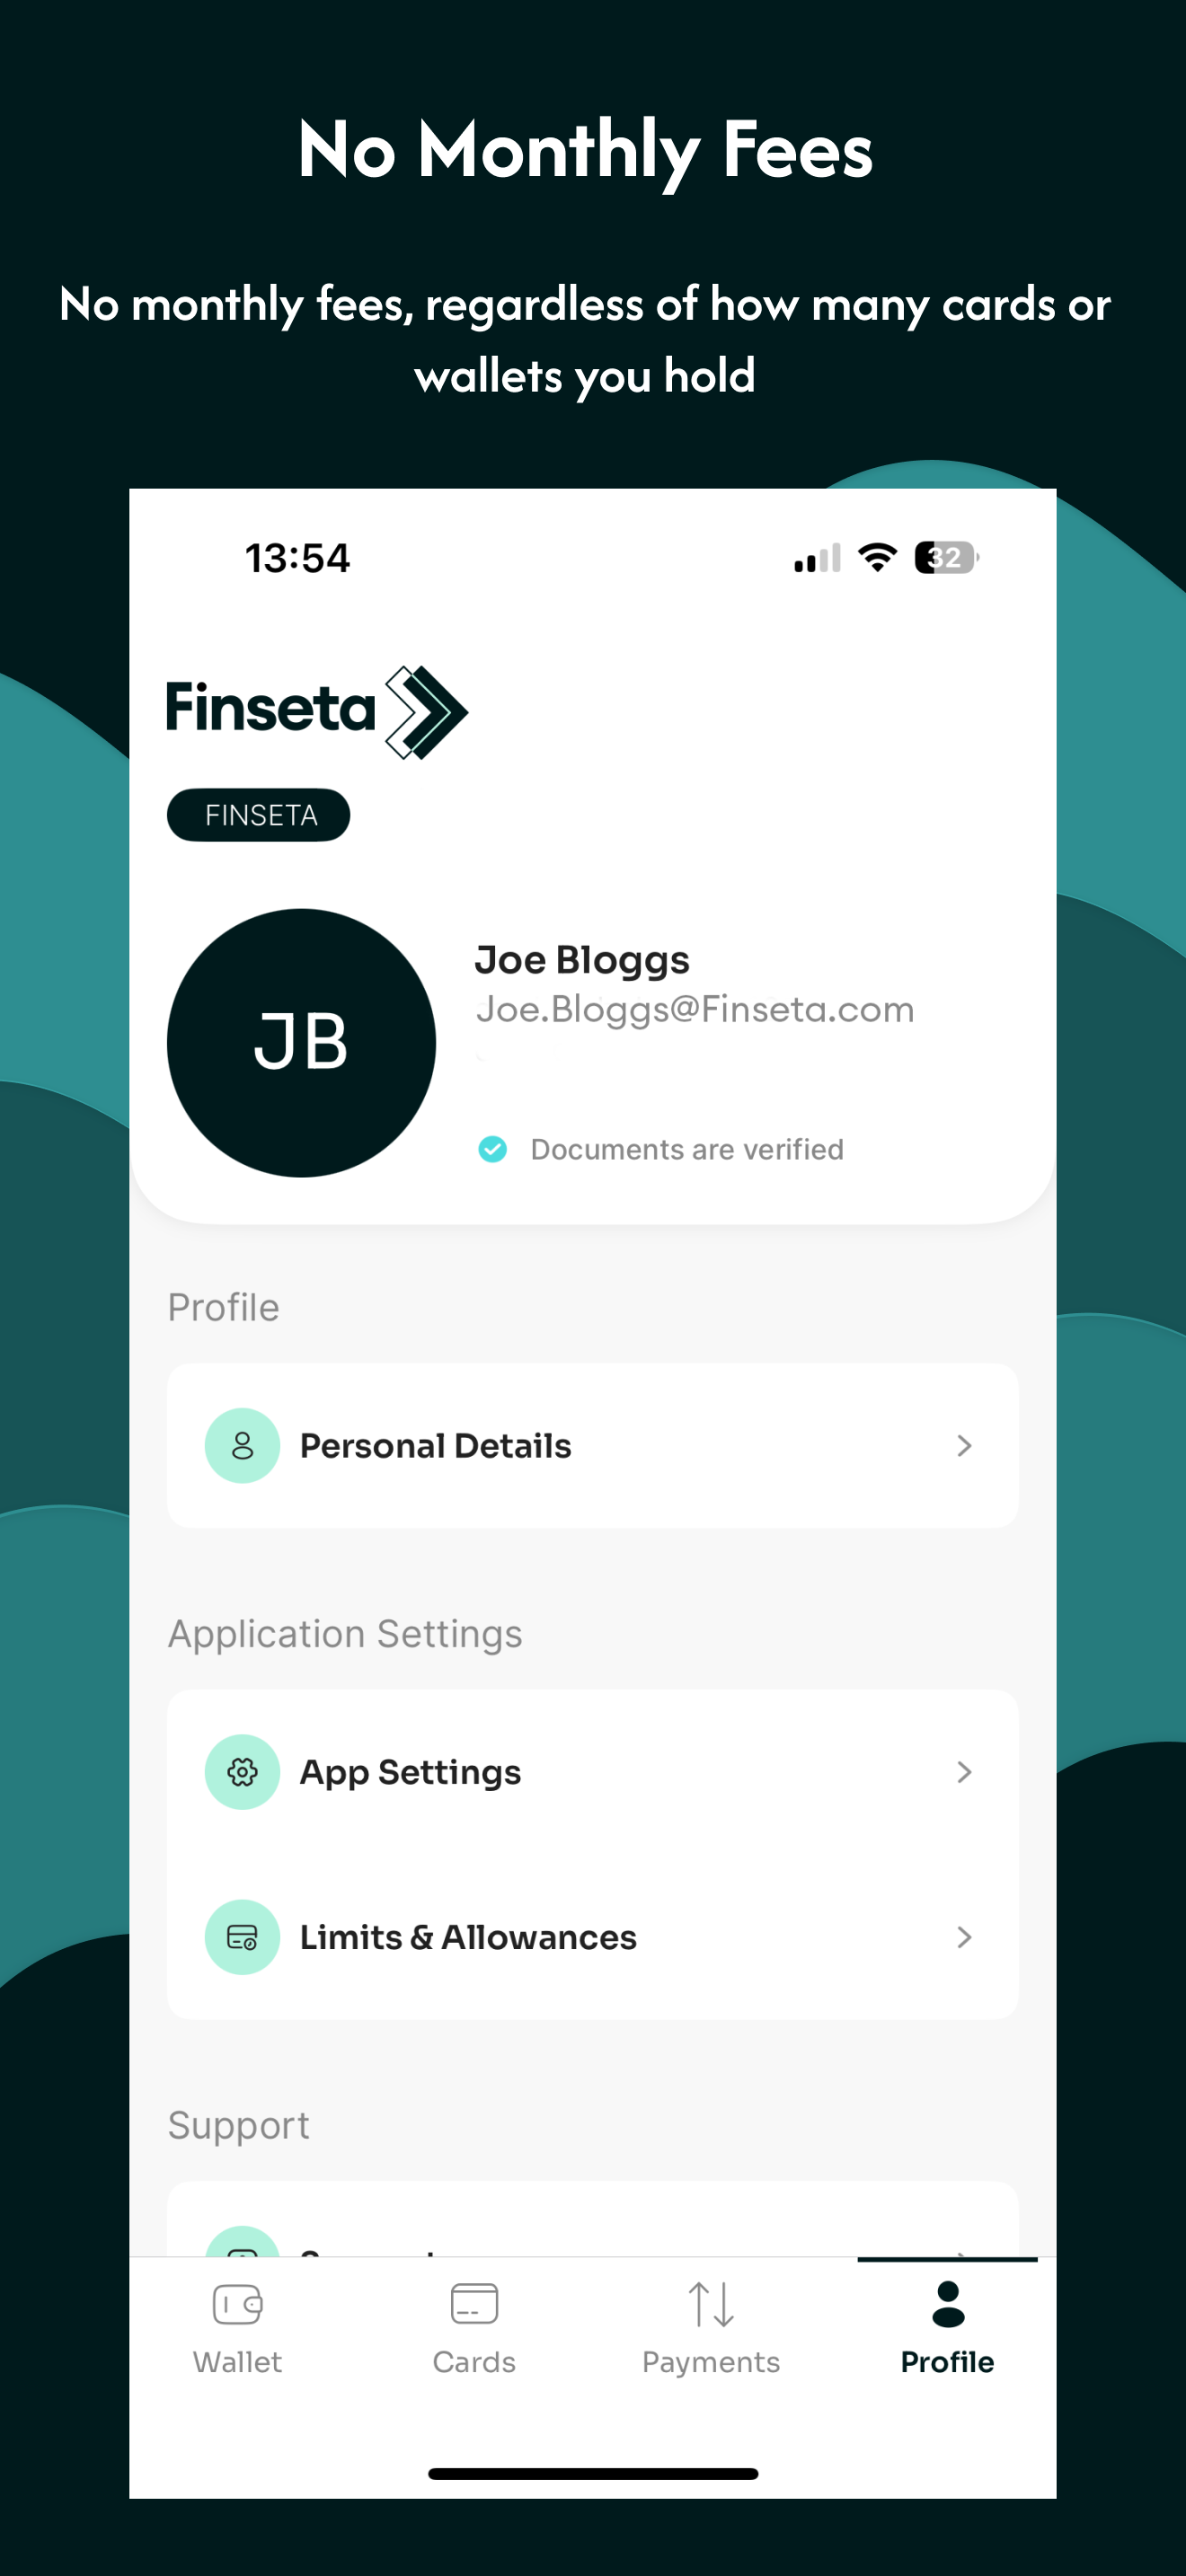 No Monthly Fees
No monthly fees, regardless of how many cards or
wallets you hold
13:54
32
Finseta
FINSETA
JB
Joe Bloggs
Joe.Bloggs@Finseta.com
Documents are verified
Profile
Personal Details
Application Settings
App Settings
Limits & Allowances
Support
Wallet
Cards
Payments
Profile